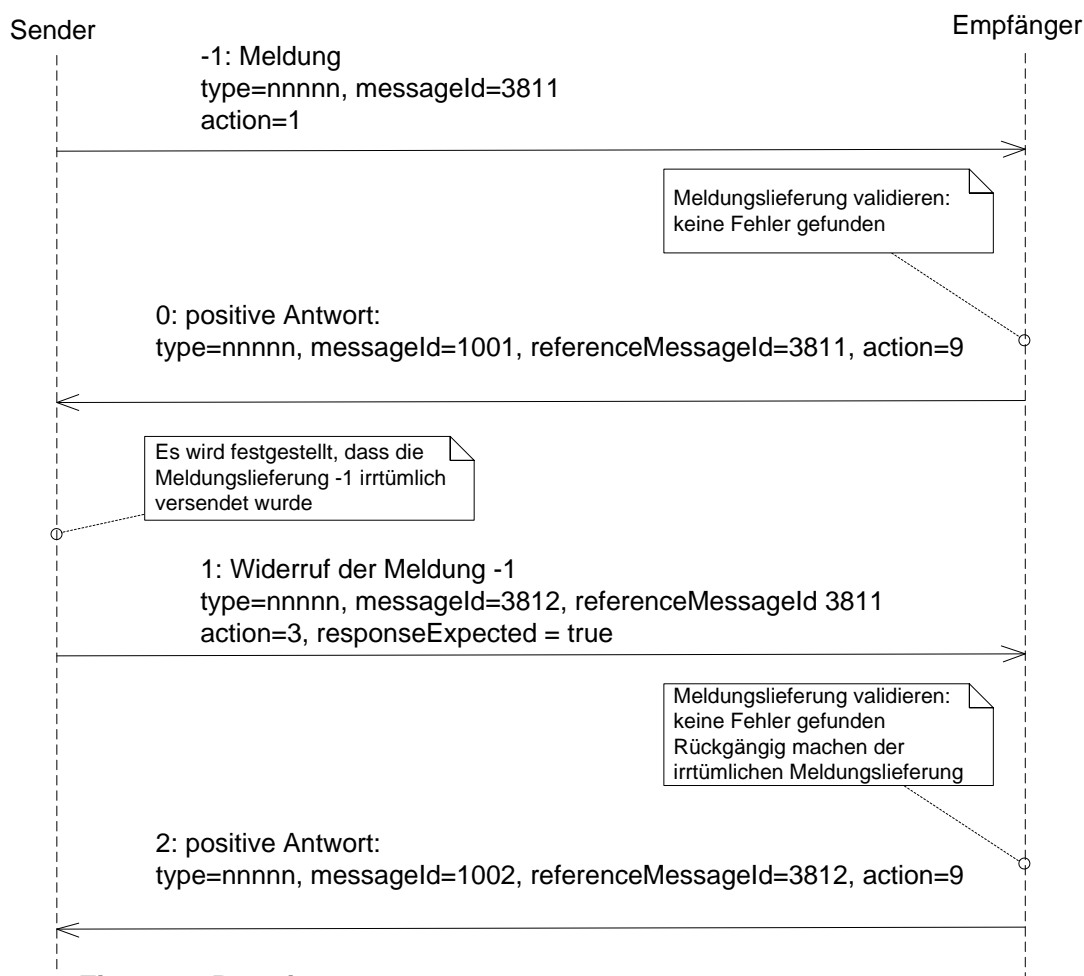 Sender
Empfänger
-1: Meldung
type=nnnnn, messageId=3811
action=1
Meldungslieferung validieren:
keine Fehler gefunden
0: positive Antwort:
type=nnnnn, messageId=1001, referenceMessageId=3811, action=9
Es wird festgestellt, dass die
Meldungslieferung -1 irrtümlich
versendet wurde
1: Widerruf der Meldung -1
type=nnnnn, messageId=3812, referenceMessageId 3811
action=3, responseExpected = true
Meldungslieferung validieren:
keine Fehler gefunden
Rückgängig machen der
irrtümlichen Meldungslieferung
2: positive Antwort:
type=nnnnn, messageId=1002, referenceMessageId=3812, action=9